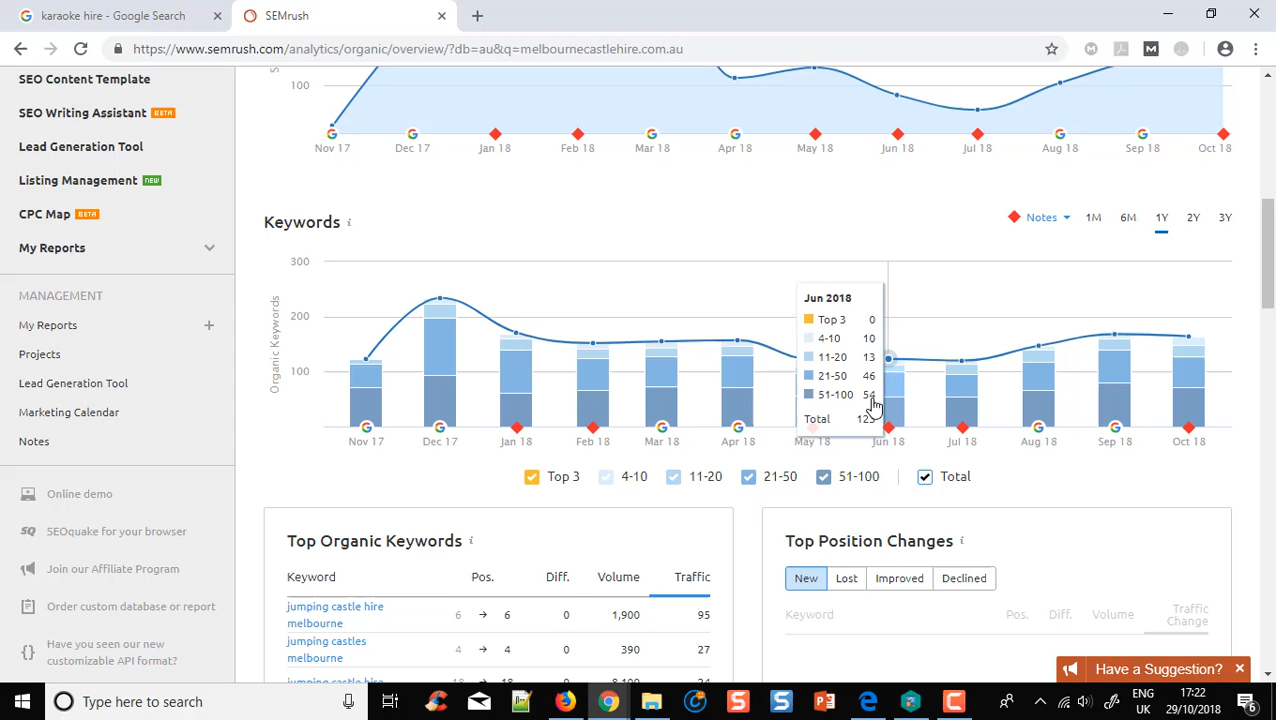 karaoke hire - Google Search
SEMrush
https://www.semrush.com/analytics/organic/overview/?db=au&q=melbournecastlehire.com.au
SEO Content Template
SEO Writing Assistant BETA
Lead Generation Tool
Listing Management NEW
CPC Map BETA
My Reports
MANAGEMENT
My Reports
Projects
Lead Generation Tool
Marketing Calendar
Notes
Online demo
SEOquake for your browser
Join our Affiliate Program
Order custom database or report
Have you seen our new
customizable API format?
100
Nov 17 Dec 17 Jan 18 Feb 18 Mar 18 Apr 18 May 18 Jun 18 Jul 18 Aug 18 Sep 18 Oct 18
Keywords i
Notes 1M 6M 1Y 2Y 3Y
Organic Keywords
300
200
100
Jun 2018
Top 3 0
4-10 10
11-20 13
21-50 46
51-100 54
Total
Nov 17 Dec 17 Jan 18 Feb 18 Mar 18 Apr 18 May 18 Jun 18 Jul 18 Aug 18 Sep 18 Oct 18
Top 3 4-10 11-20 21-50 51-100 Total
Top Organic Keywords i
Keyword Pos. Diff. Volume Traffic
jumping castle hire
melbourne
6 → 6 0 1,900 95
jumping castles
melbourne
4 → 4 0 390 27
Top Position Changes i
New Lost Improved Declined
Keyword Pos. Diff. Volume Traffic
Change
Have a Suggestion?
Type here to search
ENG
UK
17:22
29/10/2018
6